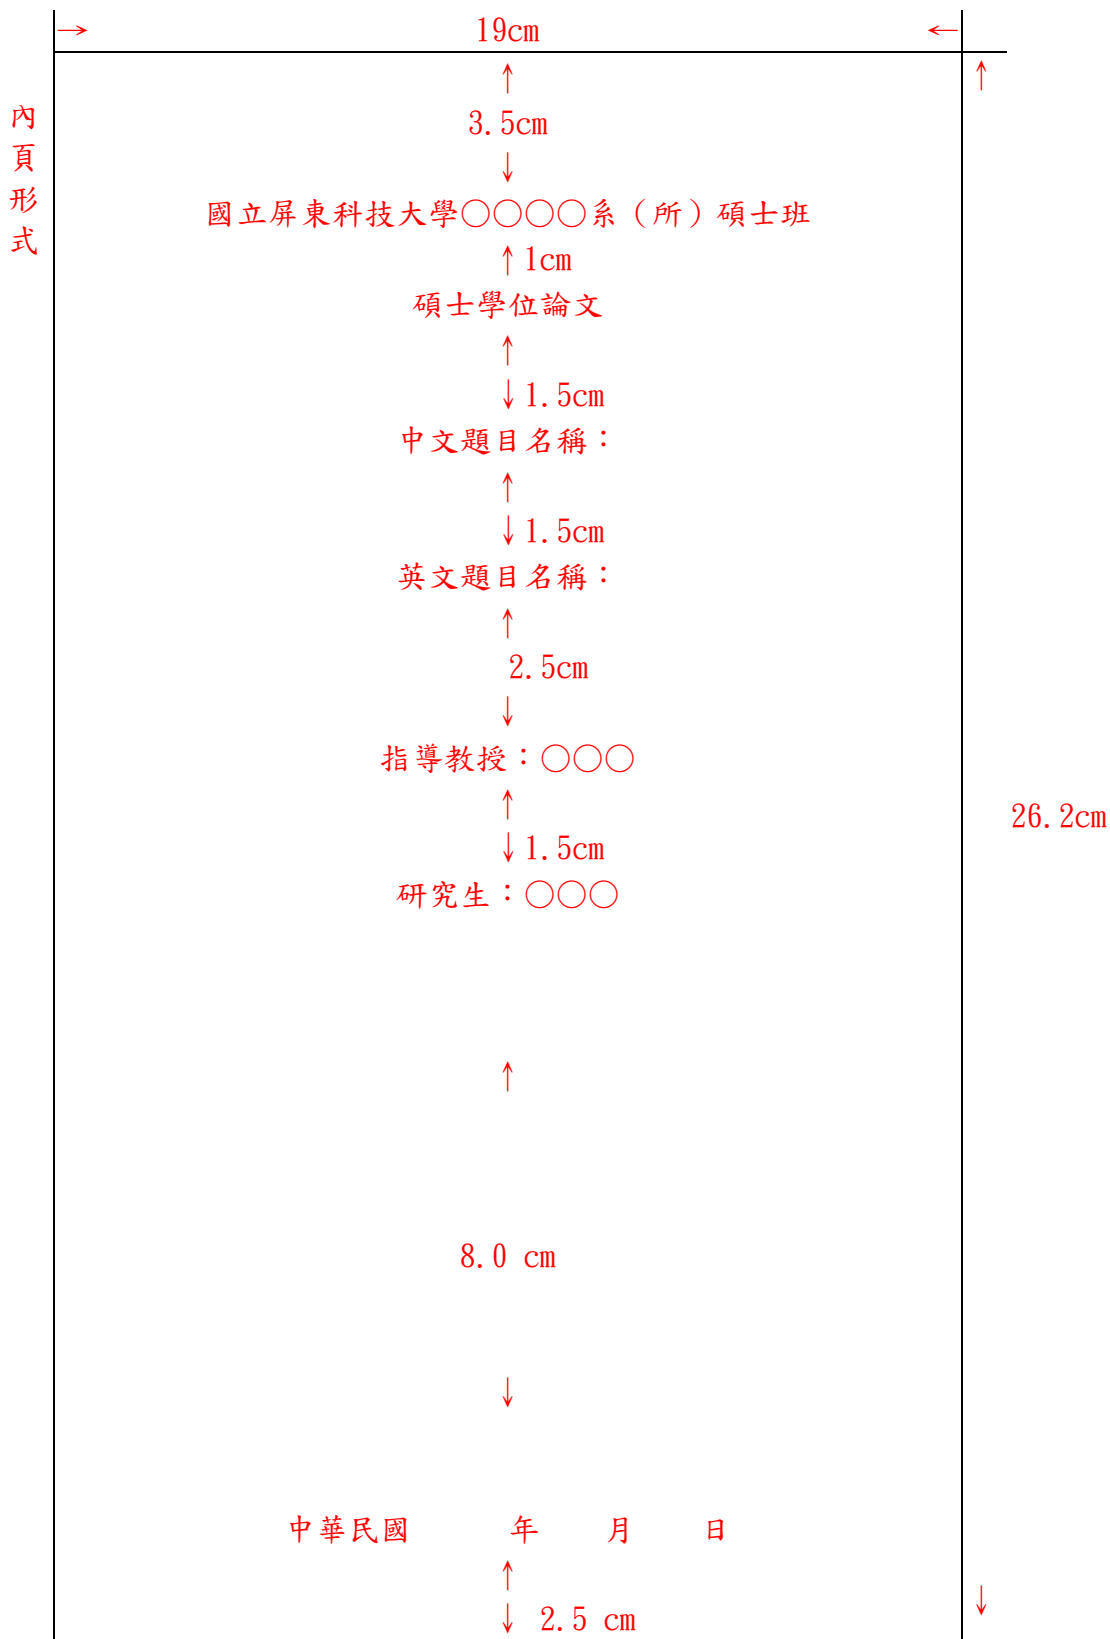 → 19cm ←
↑ ↑
內頁形式
3.5cm
↓
國立屏東科技大學○○○○系（所）碩士班
↑1cm
碩士學位論文
↑
↓1.5cm
中文題目名稱：
↑
↓1.5cm
英文題目名稱：
↑
2.5cm
↓
指導教授：○○○
↑
26.2cm
↓1.5cm
研究生：○○○
↑
8.0 cm
↓
中華民國 年 月 日
↑
↓ 2.5 cm ↓